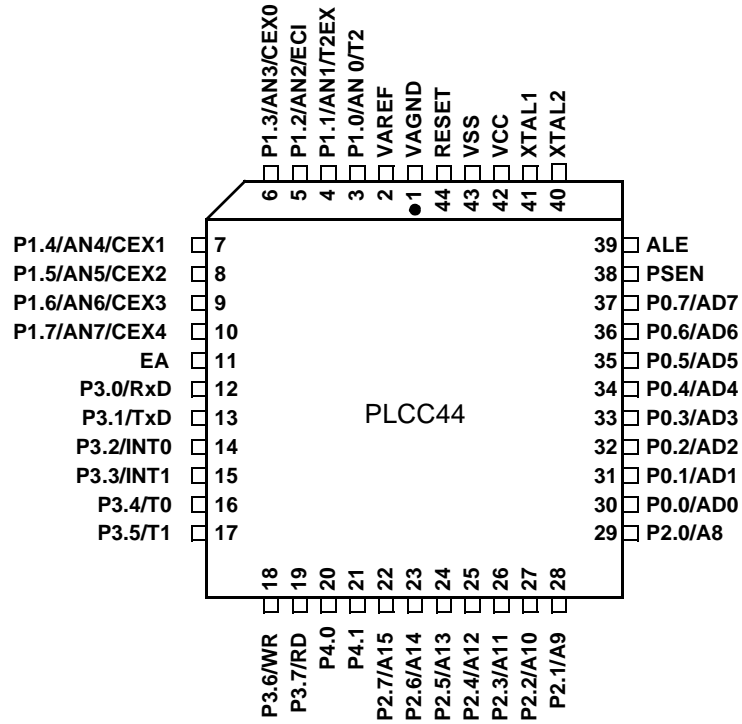 P1.3/AN3/CEX0
P1.2/AN2/ECI
P1.1/AN1/T2EX
P1.0/AN 0/T2
VAREF
VAGND
RESET
VSS
VCC
XTAL1
XTAL2
6
5
4
3
2
1
44
43
42
41
40
P1.4/AN4/CEX1 7
P1.5/AN5/CEX2 8
P1.6/AN6/CEX3 9
P1.7/AN7/CEX4 10
EA 11
P3.0/RxD 12
P3.1/TxD 13
P3.2/INT0 14
P3.3/INT1 15
P3.4/T0 16
P3.5/T1 17
PLCC44
39 ALE
38 PSEN
37 P0.7/AD7
36 P0.6/AD6
35 P0.5/AD5
34 P0.4/AD4
33 P0.3/AD3
32 P0.2/AD2
31 P0.1/AD1
30 P0.0/AD0
29 P2.0/A8
18
19
20
21
22
23
24
25
26
27
28
P3.6/WR
P3.7/RD
P4.0
P4.1
P2.7/A15
P2.6/A14
P2.5/A13
P2.4/A12
P2.3/A11
P2.2/A10
P2.1/A9